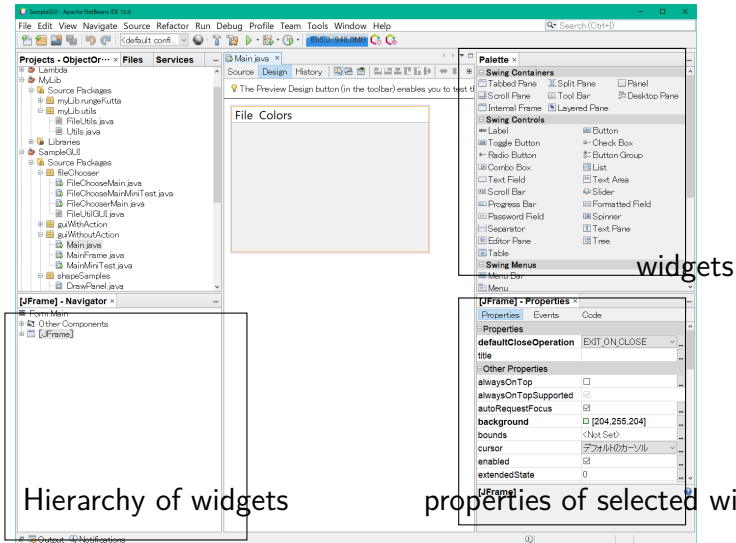 SampleGUI - Apache NetBeans IDE 12.0
File Edit View Navigate Source Refactor Run Debug Profile Team Tools Window Help
Search (Ctrl+I)
<default confi...
Projects - ObjectOr... × Files Services
Lambda
MyLib
Source Packages
myLib.rungeKutta
myLib.utils
FileUtils.java
Utils.java
Libraries
SampleGUI
Source Packages
fileChooser
FileChooseMain.java
FileChooseMainMiniTest.java
FileChooserMain.java
FileUtilGUI.java
guiWithAction
guiWithoutAction
Main.java
MainFrame.java
MainMiniTest.java
shapeSamples
DrawPanel.java
[JFrame] - Navigator ×
Form Main
Other Components
[JFrame]
Hierarchy of widgets
Output Notifications
Main.java ×
Source Design History
The Preview Design button (in the toolbar) enables you to test th
File Colors
Palette ×
Swing Containers
Tabbed Pane Split Pane Panel
Scroll Pane Tool Bar Desktop Pane
Internal Frame Layered Pane
Swing Controls
Label Button
Toggle Button Check Box
Radio Button Button Group
Combo Box List
Text Field Text Area
Scroll Bar Slider
Progress Bar Formatted Field
Password Field Spinner
Separator Text Pane
Editor Pane Tree
Table
Swing Menus
widgets
Menu Bar
Menu
[JFrame] - Properties ×
Properties Events Code
Properties
defaultCloseOperation EXIT_ON_CLOSE
title
Other Properties
alwaysOnTop
alwaysOnTopSupported
autoRequestFocus
background [204,255,204]
bounds <Not Set>
cursor デフォルトのカーソル
enabled
extendedState 0
[JFrame]
properties of selected wi